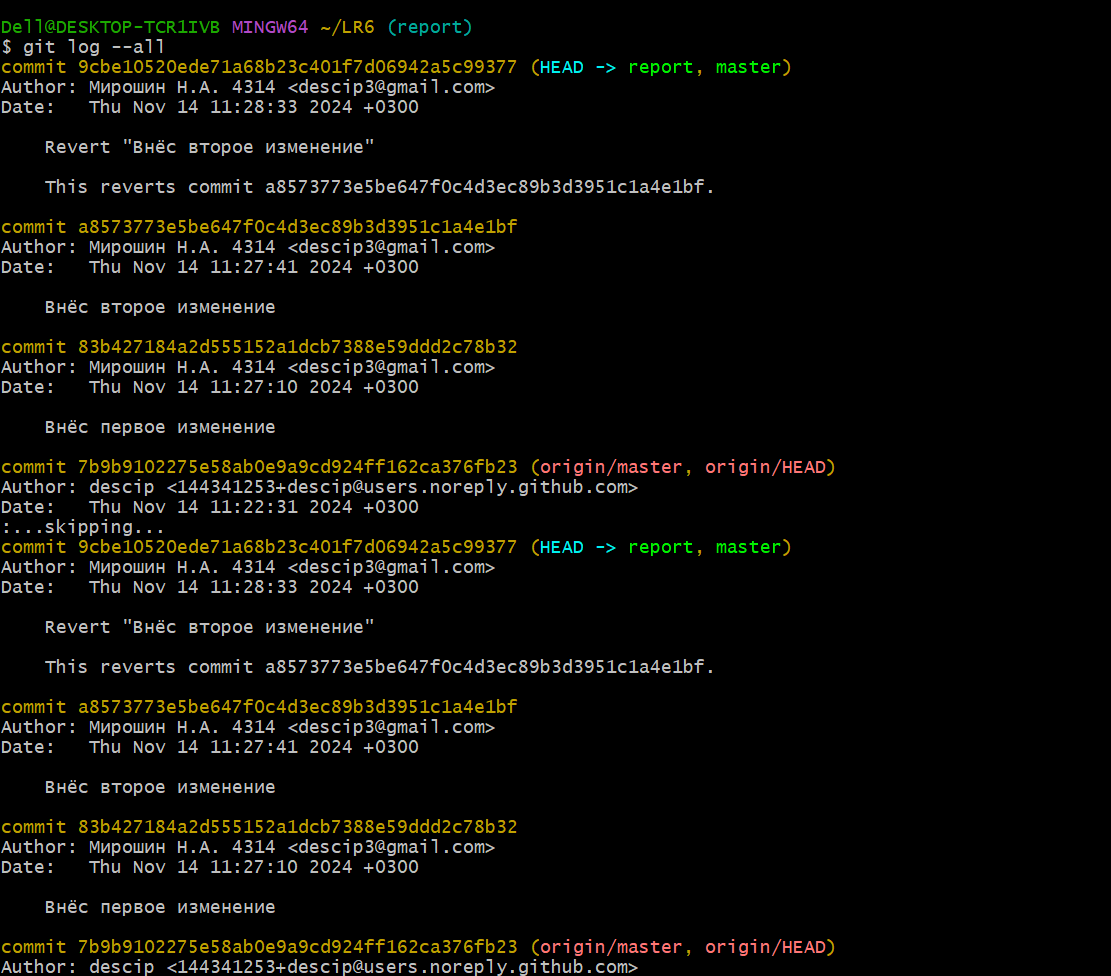 Dell@DESKTOP-TCR1IVB MINGW64 ~/LR6 (report)
$ git log --all
commit 9cbe10520ede71a68b23c401f7d06942a5c99377 (HEAD -> report, master)
Author: Мирошин Н.А. 4314 <descip3@gmail.com>
Date:   Thu Nov 14 11:28:33 2024 +0300

    Revert "Внёс второе изменение"

    This reverts commit a8573773e5be647f0c4d3ec89b3d3951c1a4e1bf.

commit a8573773e5be647f0c4d3ec89b3d3951c1a4e1bf
Author: Мирошин Н.А. 4314 <descip3@gmail.com>
Date:   Thu Nov 14 11:27:41 2024 +0300

    Внёс второе изменение

commit 83b427184a2d555152a1dcb7388e59ddd2c78b32
Author: Мирошин Н.А. 4314 <descip3@gmail.com>
Date:   Thu Nov 14 11:27:10 2024 +0300

    Внёс первое изменение

commit 7b9b9102275e58ab0e9a9cd924ff162ca376fb23 (origin/master, origin/HEAD)
Author: descip <144341253+descip@users.noreply.github.com>
Date:   Thu Nov 14 11:22:31 2024 +0300
:...skipping...
commit 9cbe10520ede71a68b23c401f7d06942a5c99377 (HEAD -> report, master)
Author: Мирошин Н.А. 4314 <descip3@gmail.com>
Date:   Thu Nov 14 11:28:33 2024 +0300

    Revert "Внёс второе изменение"

    This reverts commit a8573773e5be647f0c4d3ec89b3d3951c1a4e1bf.

commit a8573773e5be647f0c4d3ec89b3d3951c1a4e1bf
Author: Мирошин Н.А. 4314 <descip3@gmail.com>
Date:   Thu Nov 14 11:27:41 2024 +0300

    Внёс второе изменение

commit 83b427184a2d555152a1dcb7388e59ddd2c78b32
Author: Мирошин Н.А. 4314 <descip3@gmail.com>
Date:   Thu Nov 14 11:27:10 2024 +0300

    Внёс первое изменение

commit 7b9b9102275e58ab0e9a9cd924ff162ca376fb23 (origin/master, origin/HEAD)
Author: descip <144341253+descip@users.noreply.github.com>